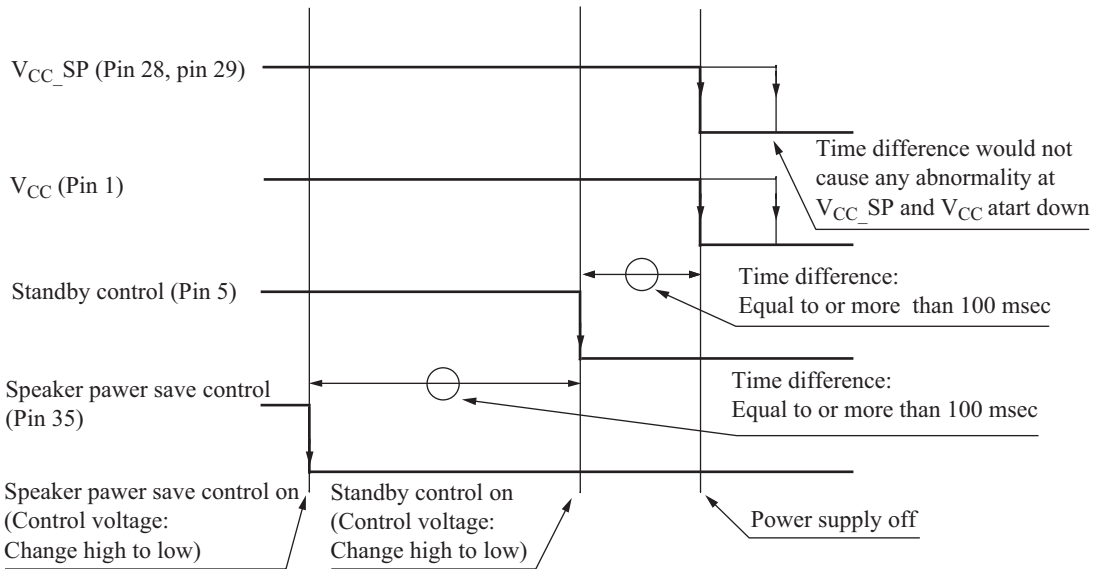 V_CC_SP (Pin 28, pin 29)
Time difference would not
cause any abnormality at
V_CC_SP and V_CC atart down
V_CC (Pin 1)
Standby control (Pin 5)
Time difference:
Equal to or more than 100 msec
Speaker pawer save control
(Pin 35)
Time difference:
Equal to or more than 100 msec
Speaker pawer save control on
(Control voltage:
Change high to low)
Standby control on
(Control voltage:
Change high to low)
Power supply off